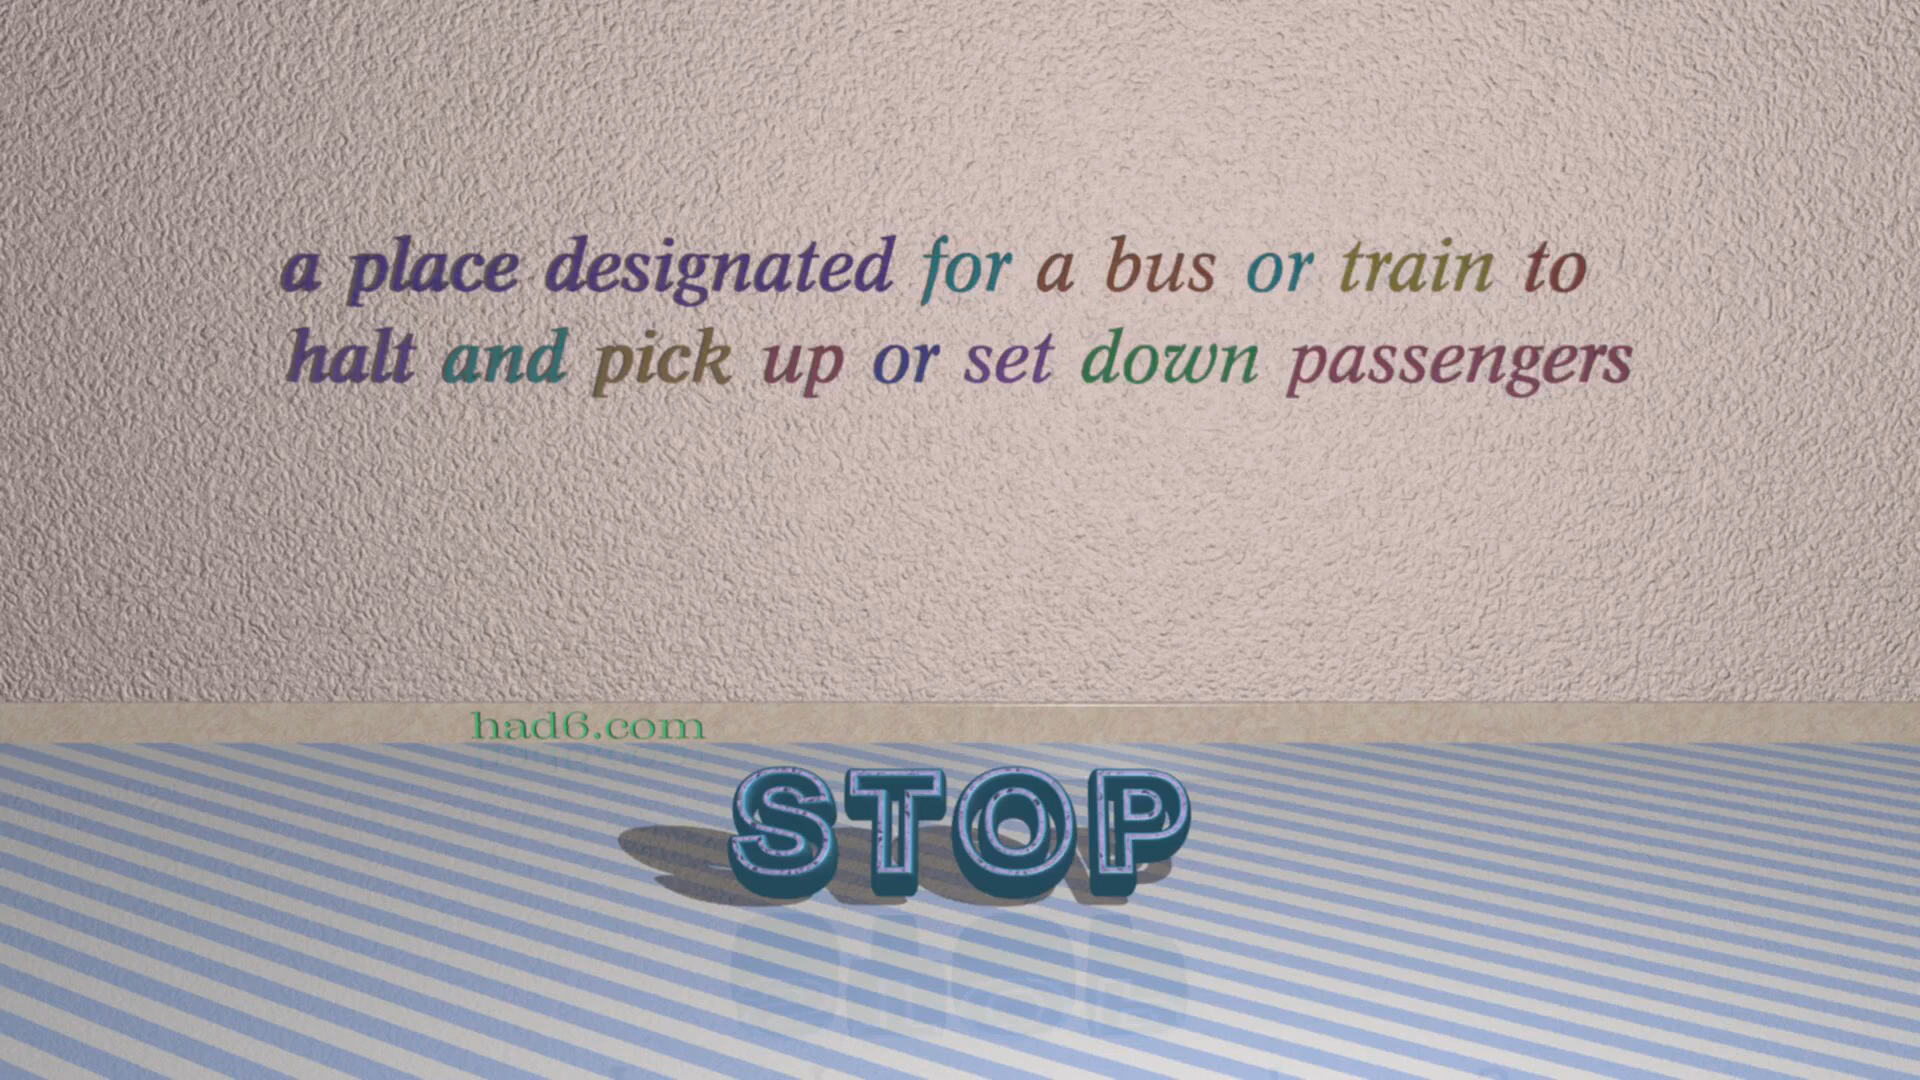 a place designated for a bus or train to
halt and pick up or set down passengers
had6.com
STOP